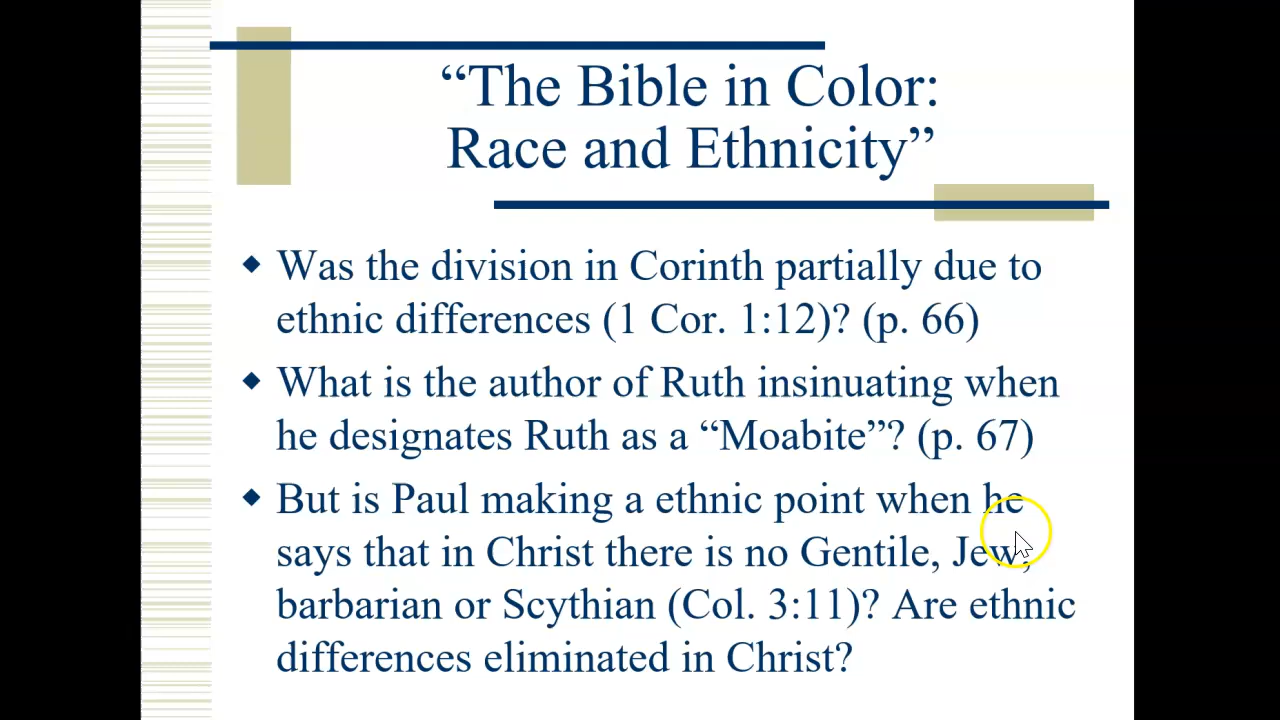 “The Bible in Color:
Race and Ethnicity”
Was the division in Corinth partially due to
ethnic differences (1 Cor. 1:12)? (p. 66)
What is the author of Ruth insinuating when
he designates Ruth as a “Moabite”? (p. 67)
But is Paul making a ethnic point when he
says that in Christ there is no Gentile, Jew,
barbarian or Scythian (Col. 3:11)? Are ethnic
differences eliminated in Christ?